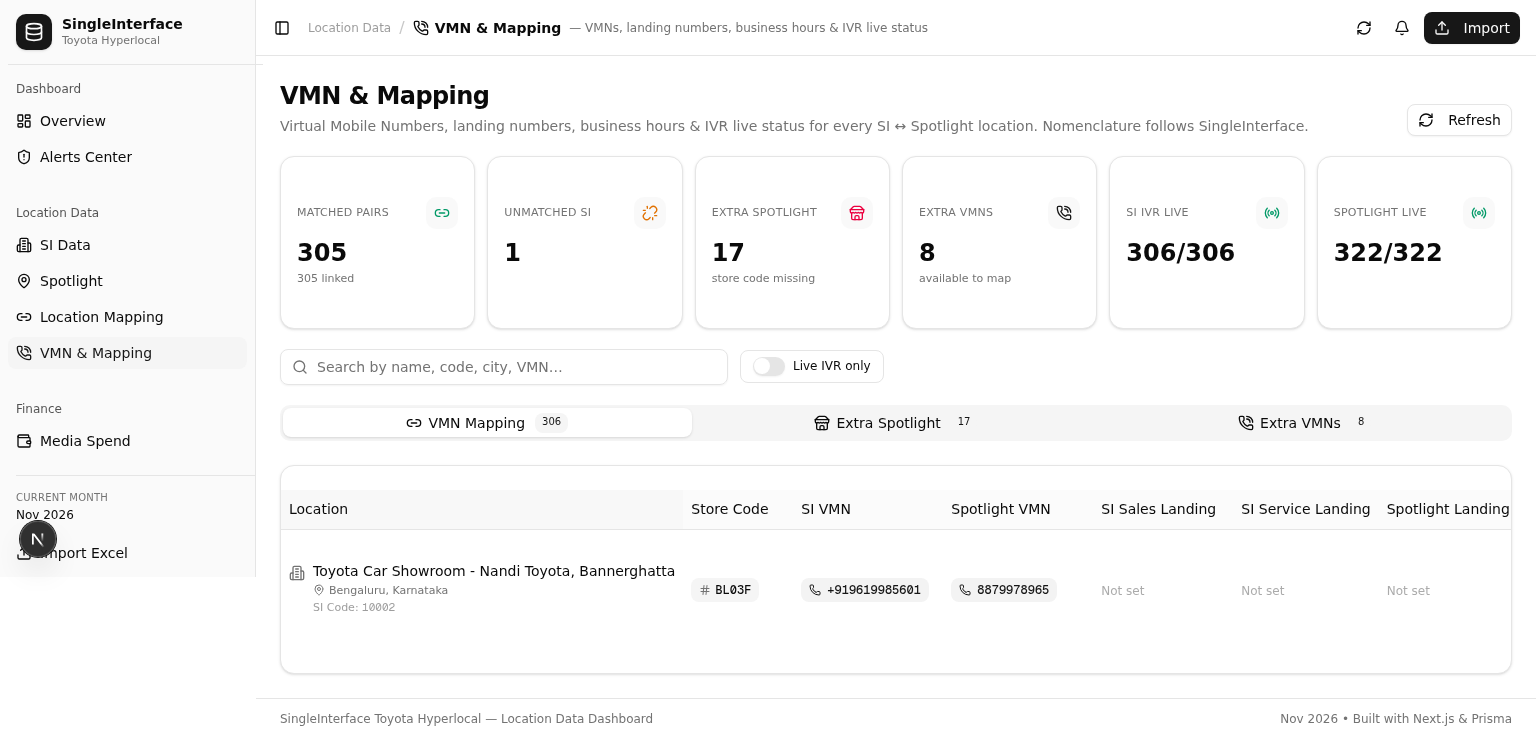 SingleInterface
Toyota Hyperlocal
Dashboard
Overview
Alerts Center
Location Data
SI Data
Spotlight
Location Mapping
VMN & Mapping
Finance
Media Spend
CURRENT MONTH
Nov 2026
Import Excel
N
Location Data / VMN & Mapping — VMNs, landing numbers, business hours & IVR live status
Import
VMN & Mapping
Virtual Mobile Numbers, landing numbers, business hours & IVR live status for every SI ↔ Spotlight location. Nomenclature follows SingleInterface.
Refresh
MATCHED PAIRS
305
305 linked
UNMATCHED SI
1
EXTRA SPOTLIGHT
17
store code missing
EXTRA VMNS
8
available to map
SI IVR LIVE
306/306
SPOTLIGHT LIVE
322/322
Search by name, code, city, VMN...
Live IVR only
VMN Mapping 306
Extra Spotlight 17
Extra VMNs 8
Location Store Code SI VMN Spotlight VMN SI Sales Landing SI Service Landing Spotlight Landing
Toyota Car Showroom - Nandi Toyota, Bannerghatta
Bengaluru, Karnataka
SI Code: 10002
# BL03F
+919619985601
8879978965
Not set
Not set
Not set
SingleInterface Toyota Hyperlocal — Location Data Dashboard
Nov 2026 • Built with Next.js & Prisma